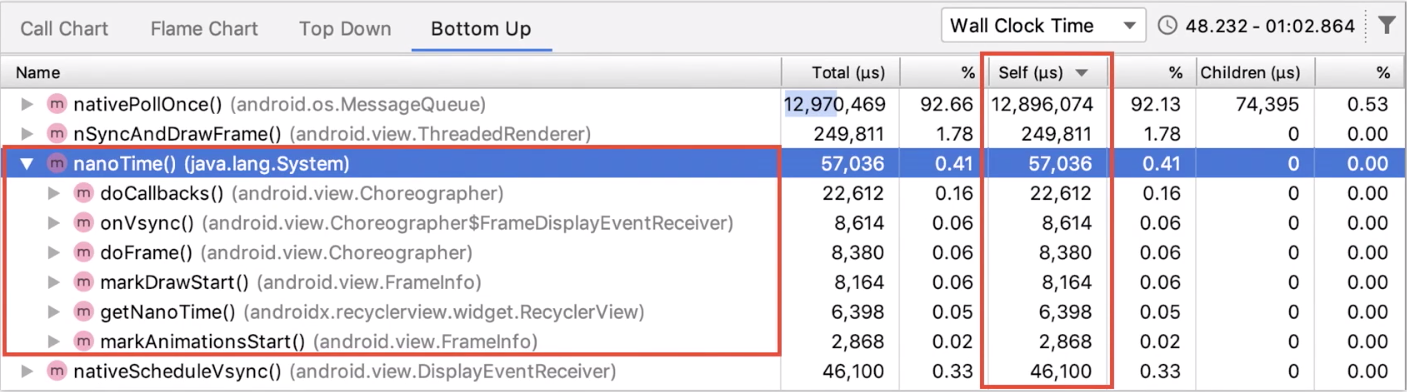 Call Chart Flame Chart Top Down Bottom Up Wall Clock Time 48.232 - 01:02.864
Name Total (μs) % Self (μs) % Children (μs) %
m nativePollOnce() (android.os.MessageQueue) 12,970,469 92.66 12,896,074 92.13 74,395 0.53
m nSyncAndDrawFrame() (android.view.ThreadedRenderer) 249,811 1.78 249,811 1.78 0 0.00
m nanoTime() (java.lang.System) 57,036 0.41 57,036 0.41 0 0.00
m doCallbacks() (android.view.Choreographer) 22,612 0.16 22,612 0.16 0 0.00
m onVsync() (android.view.Choreographer$FrameDisplayEventReceiver) 8,614 0.06 8,614 0.06 0 0.00
m doFrame() (android.view.Choreographer) 8,380 0.06 8,380 0.06 0 0.00
m markDrawStart() (android.view.FrameInfo) 8,164 0.06 8,164 0.06 0 0.00
m getNanoTime() (androidx.recyclerview.widget.RecyclerView) 6,398 0.05 6,398 0.05 0 0.00
m markAnimationsStart() (android.view.FrameInfo) 2,868 0.02 2,868 0.02 0 0.00
m nativeScheduleVsync() (android.view.DisplayEventReceiver) 46,100 0.33 46,100 0.33 0 0.00